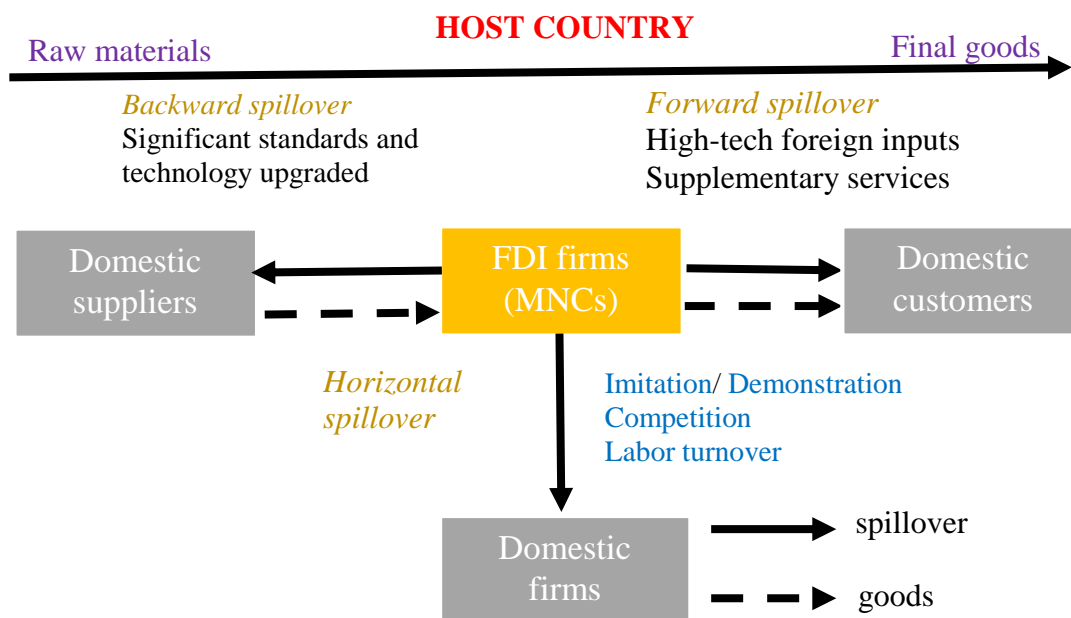 HOST COUNTRY
Raw materials
Final goods
Backward spillover
Significant standards and
technology upgraded
Forward spillover
High-tech foreign inputs
Supplementary services
Domestic
suppliers
FDI firms
(MNCs)
Domestic
customers
Horizontal
spillover
Imitation/ Demonstration
Competition
Labor turnover
Domestic
firms
spillover
goods